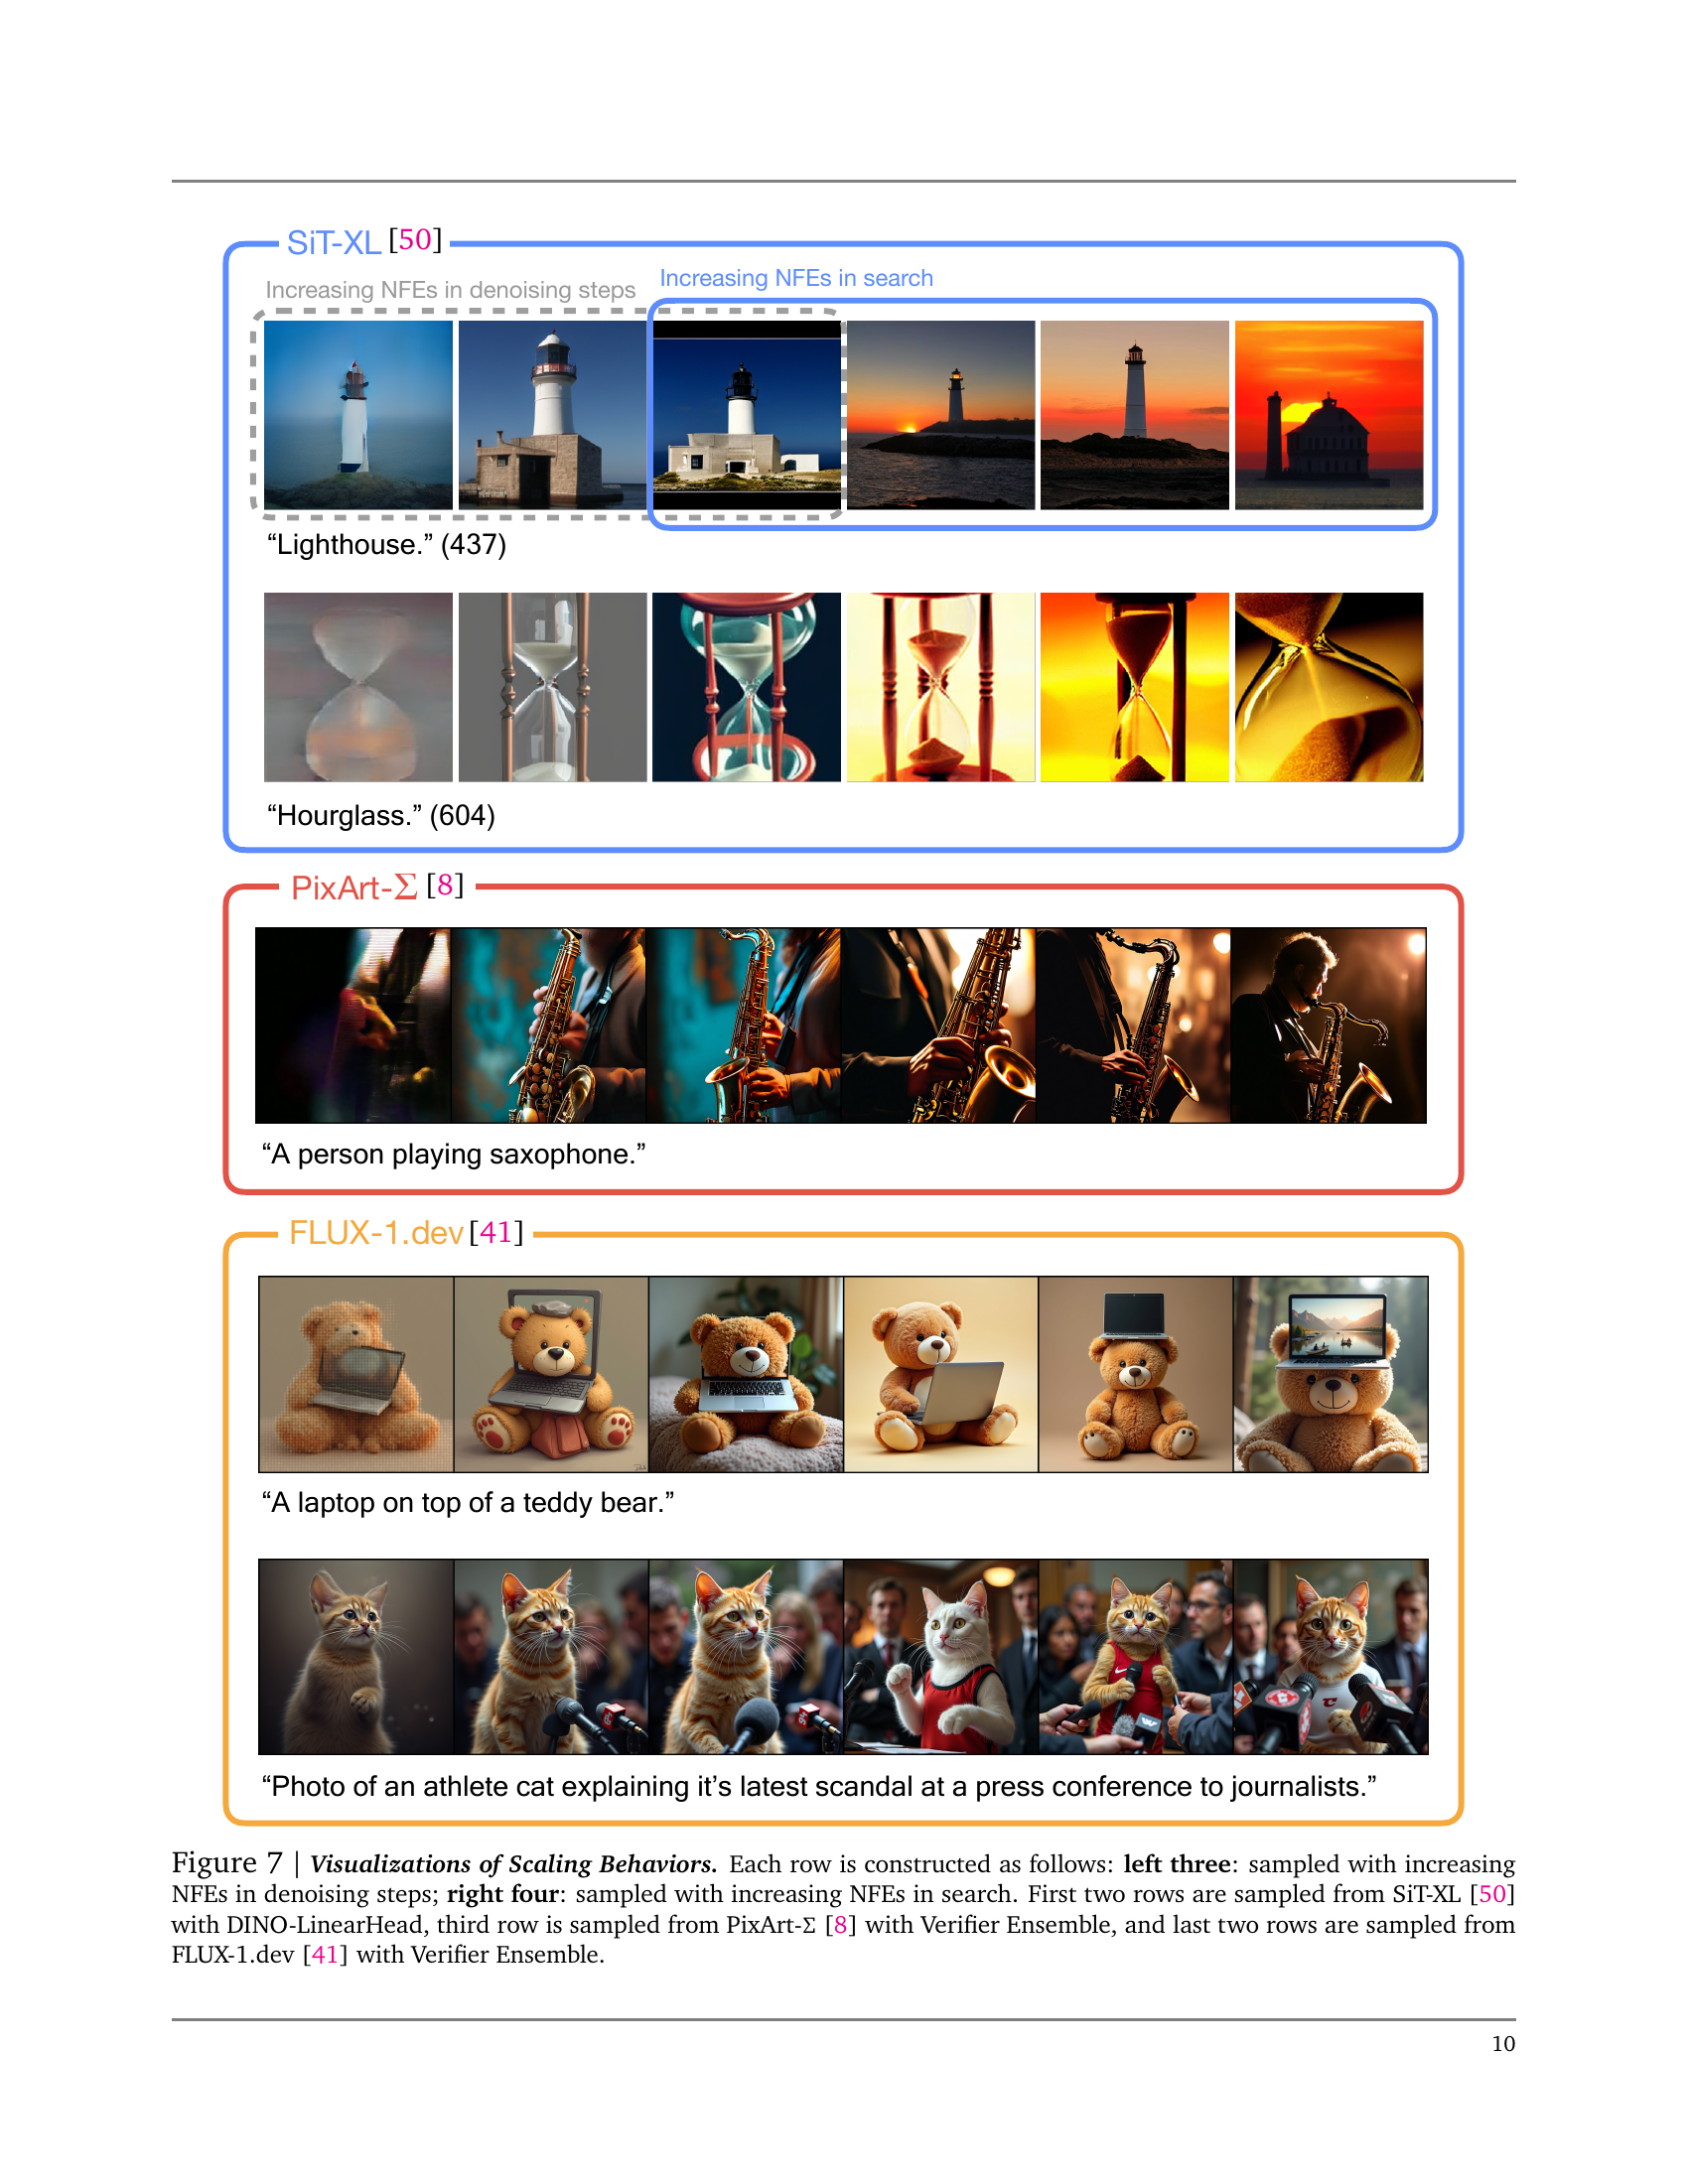 SiT-XL [50]
Increasing NFEs in denoising steps
Increasing NFEs in search
“Lighthouse.” (437)
“Hourglass.” (604)
PixArt-Σ [8]
“A person playing saxophone.”
FLUX-1.dev [41]
“A laptop on top of a teddy bear.”
“Photo of an athlete cat explaining it’s latest scandal at a press conference to journalists.”
Figure 7 | Visualizations of Scaling Behaviors. Each row is constructed as follows: left three: sampled with increasing
NFEs in denoising steps; right four: sampled with increasing NFEs in search. First two rows are sampled from SiT-XL [50]
with DINO-LinearHead, third row is sampled from PixArt-Σ [8] with Verifier Ensemble, and last two rows are sampled from
FLUX-1.dev [41] with Verifier Ensemble.
10